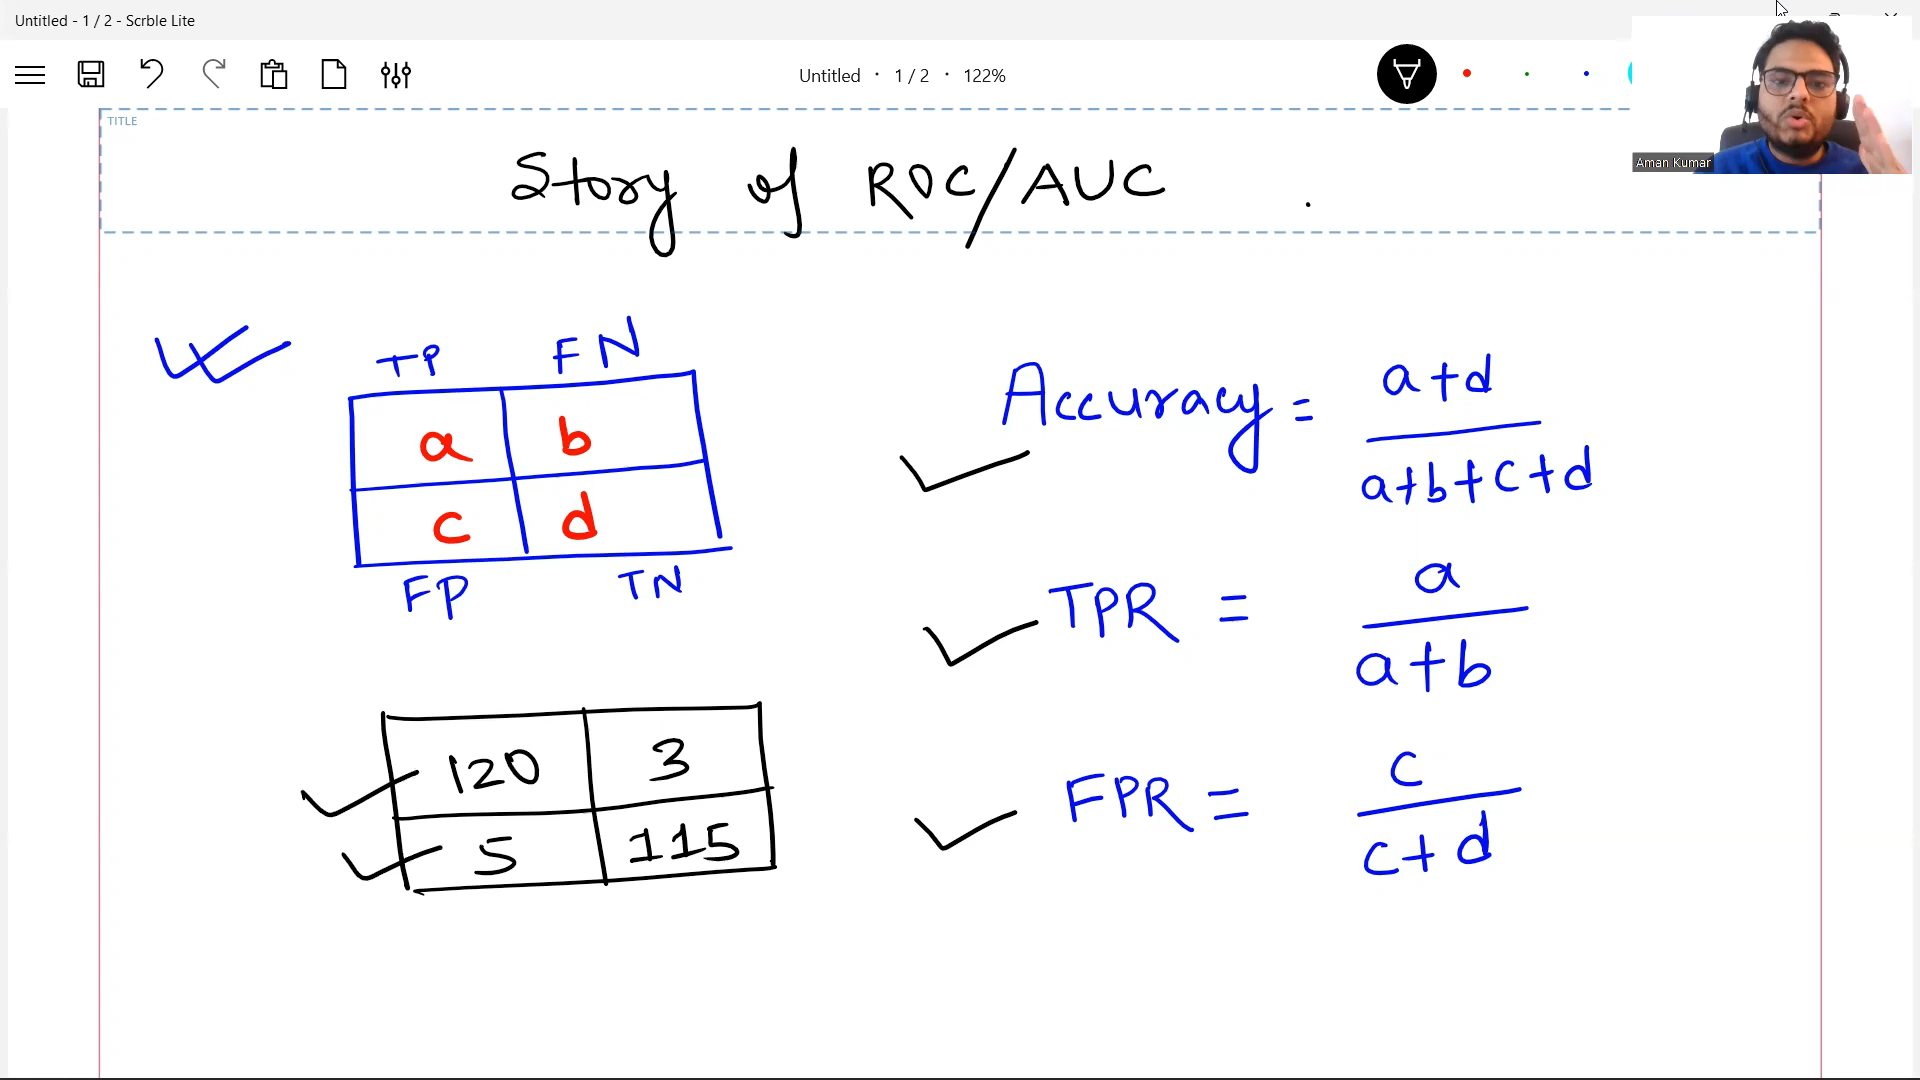 Untitled - 1 / 2 - Scrble Lite
Untitled · 1 / 2 · 122%
Aman Kumar
TITLE
Story of ROC/AUC .
TP FN
a b
c d
FP TN
Accuracy = a+d
a+b+c+d
TPR = a
a+b
120 3
5 115
FPR = c
c+d